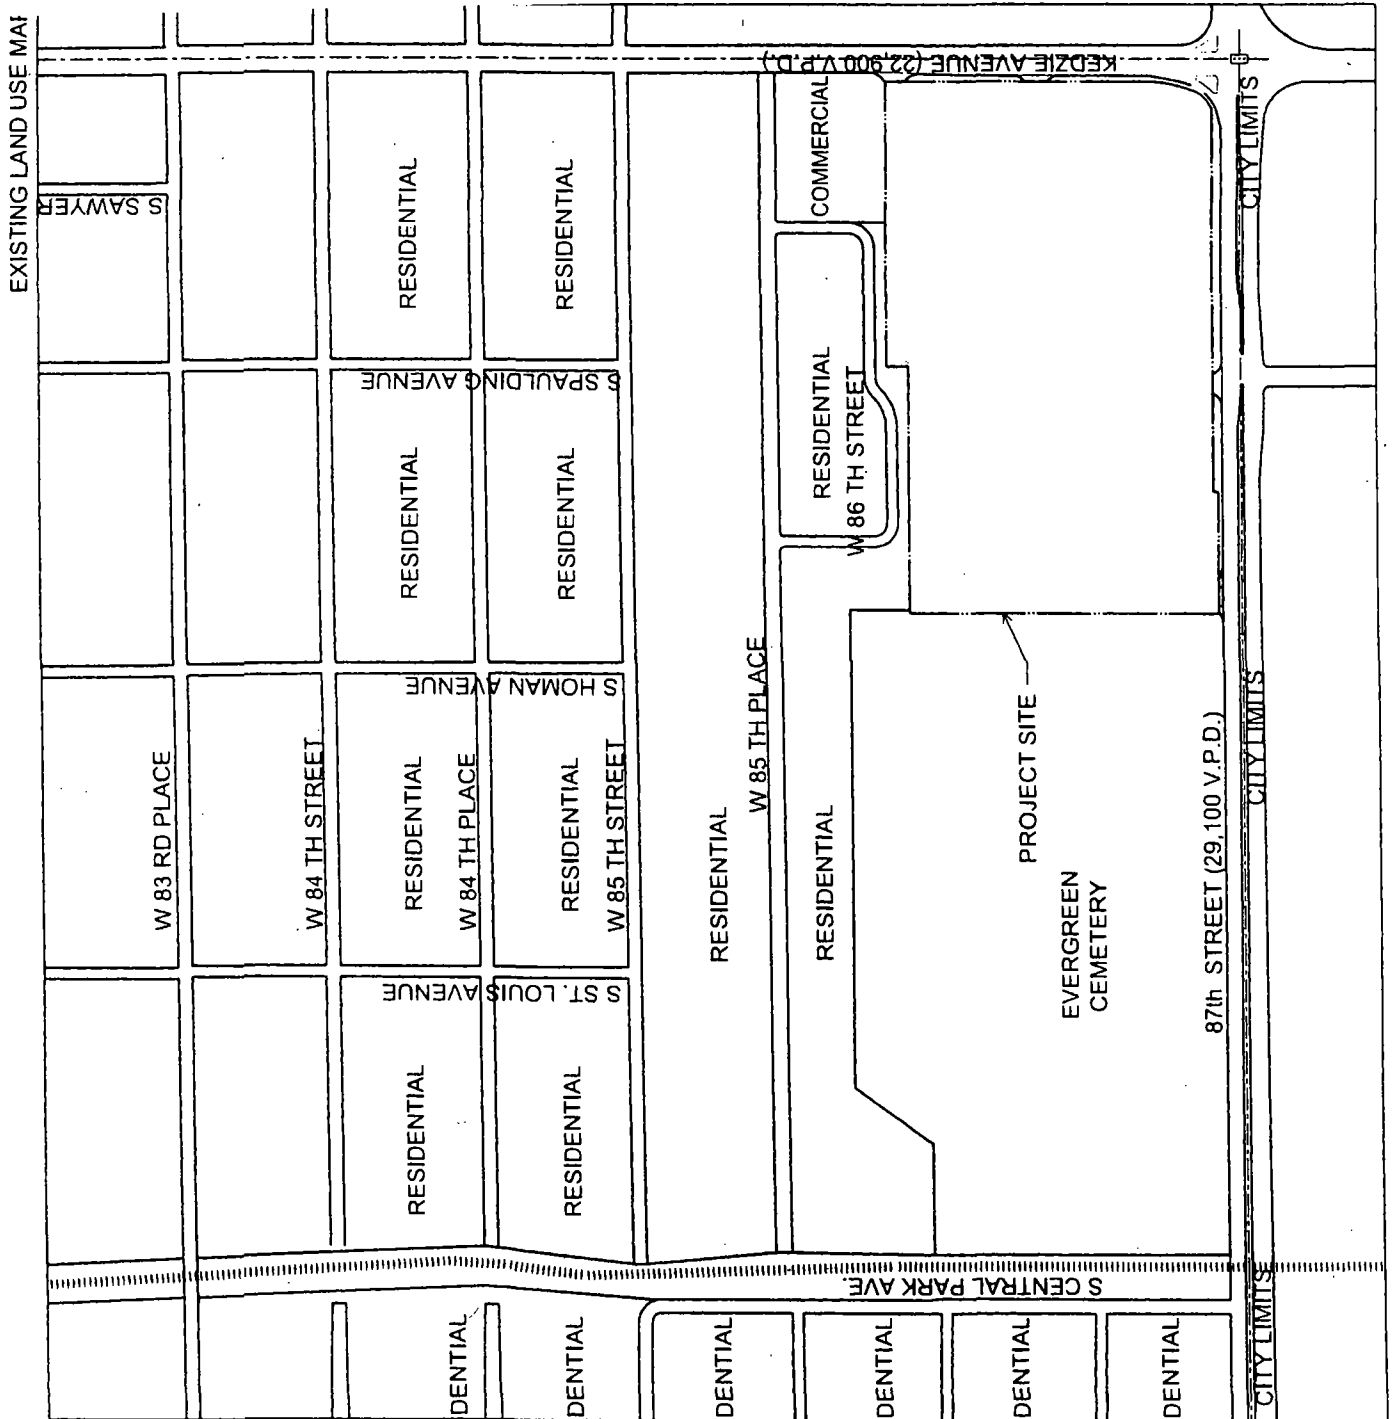 EXISTING LAND USE MAP
KEDZIE AVENUE (22,900 V.P.D.)
S SAWYER
COMMERCIAL
CITY LIMITS
RESIDENTIAL
RESIDENTIAL
S SPAULDING AVENUE
RESIDENTIAL
W 86 TH STREET
RESIDENTIAL
RESIDENTIAL
S HOMAN AVENUE
W 85 TH PLACE
PROJECT SITE
CITY LIMITS
W 83 RD PLACE
W 84 TH STREET
RESIDENTIAL
W 84 TH PLACE
RESIDENTIAL
W 85 TH STREET
RESIDENTIAL
RESIDENTIAL
EVERGREEN
CEMETERY
87th STREET (29,100 V.P.D.)
S ST. LOUIS AVENUE
RESIDENTIAL
RESIDENTIAL
S CENTRAL PARK AVE.
CITY LIMITS
DENTIAL
DENTIAL
DENTIAL
DENTIAL
DENTIAL
DENTIAL